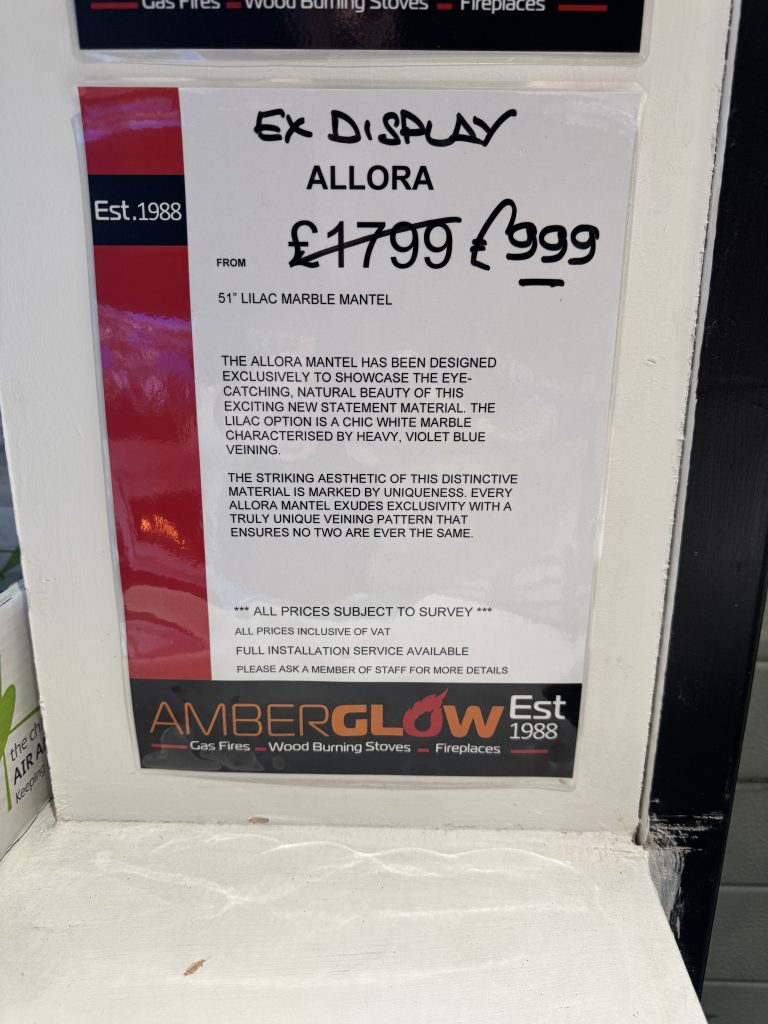 Gas Fires Wood Burning Stoves Fireplaces
EX DISPLAY
ALLORA
Est.1988
FROM £1799 £999
51" LILAC MARBLE MANTEL
THE ALLORA MANTEL HAS BEEN DESIGNED
EXCLUSIVELY TO SHOWCASE THE EYE-
CATCHING, NATURAL BEAUTY OF THIS
EXCITING NEW STATEMENT MATERIAL. THE
LILAC OPTION IS A CHIC WHITE MARBLE
CHARACTERISED BY HEAVY, VIOLET BLUE
VEINING.
THE STRIKING AESTHETIC OF THIS DISTINCTIVE
MATERIAL IS MARKED BY UNIQUENESS. EVERY
ALLORA MANTEL EXUDES EXCLUSIVITY WITH A
TRULY UNIQUE VEINING PATTERN THAT
ENSURES NO TWO ARE EVER THE SAME.
*** ALL PRICES SUBJECT TO SURVEY ***
ALL PRICES INCLUSIVE OF VAT
FULL INSTALLATION SERVICE AVAILABLE
PLEASE ASK A MEMBER OF STAFF FOR MORE DETAILS
AMBERGLOW Est
1988
Gas Fires Wood Burning Stoves Fireplaces
the
AIR
Keeping